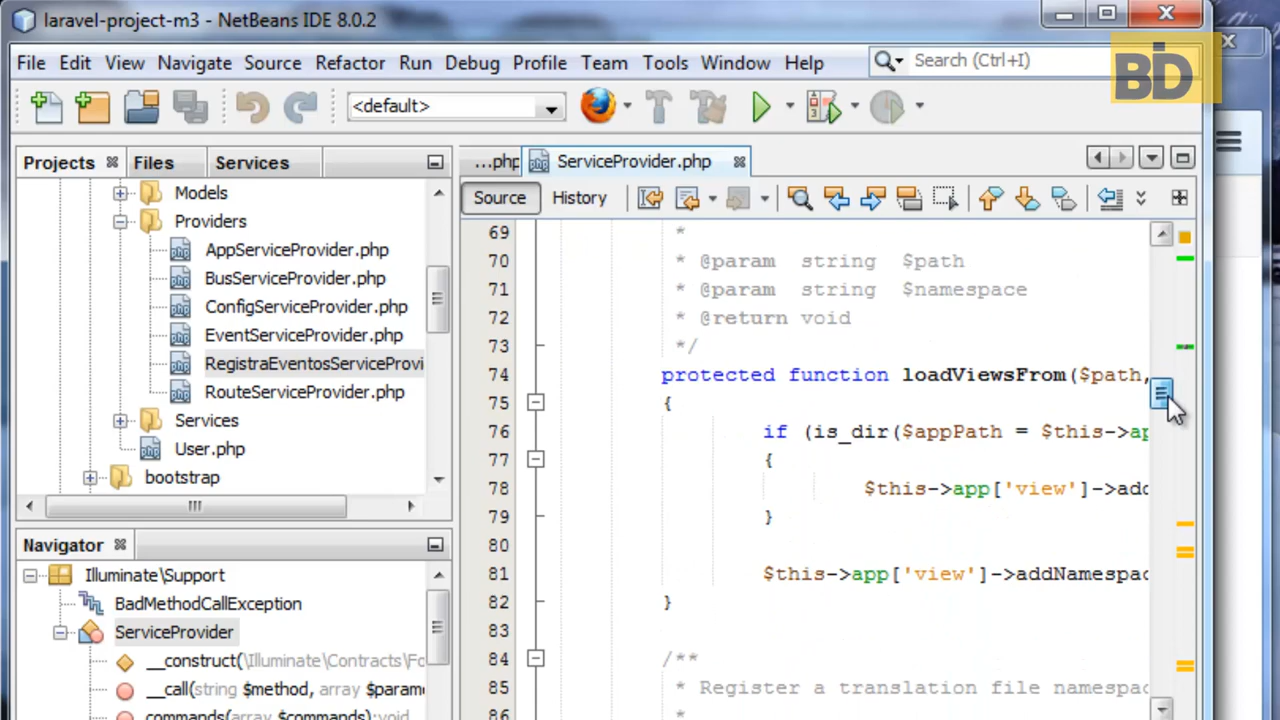 laravel-project-m3 - NetBeans IDE 8.0.2
File Edit View Navigate Source Refactor Run Debug Profile Team Tools Window Help
Search (Ctrl+I)
BD
<default>
Projects Files Services
...php ServiceProvider.php
Source History
Models
Providers
AppServiceProvider.php
BusServiceProvider.php
ConfigServiceProvider.php
EventServiceProvider.php
RegistraEventosServiceProvi
RouteServiceProvider.php
Services
User.php
bootstrap
Navigator
Illuminate\Support
BadMethodCallException
ServiceProvider
__construct(\Illuminate\Contracts\Fo
__call(string $method, array $param
commands(array $commands):void
69 *
70 * @param string $path
71 * @param string $namespace
72 * @return void
73 */
74 protected function loadViewsFrom($path,
75 {
76 if (is_dir($appPath = $this->ap
77 {
78 $this->app['view']->add
79 }
80
81 $this->app['view']->addNamespac
82 }
83
84 /**
85 * Register a translation file namespac
86 *